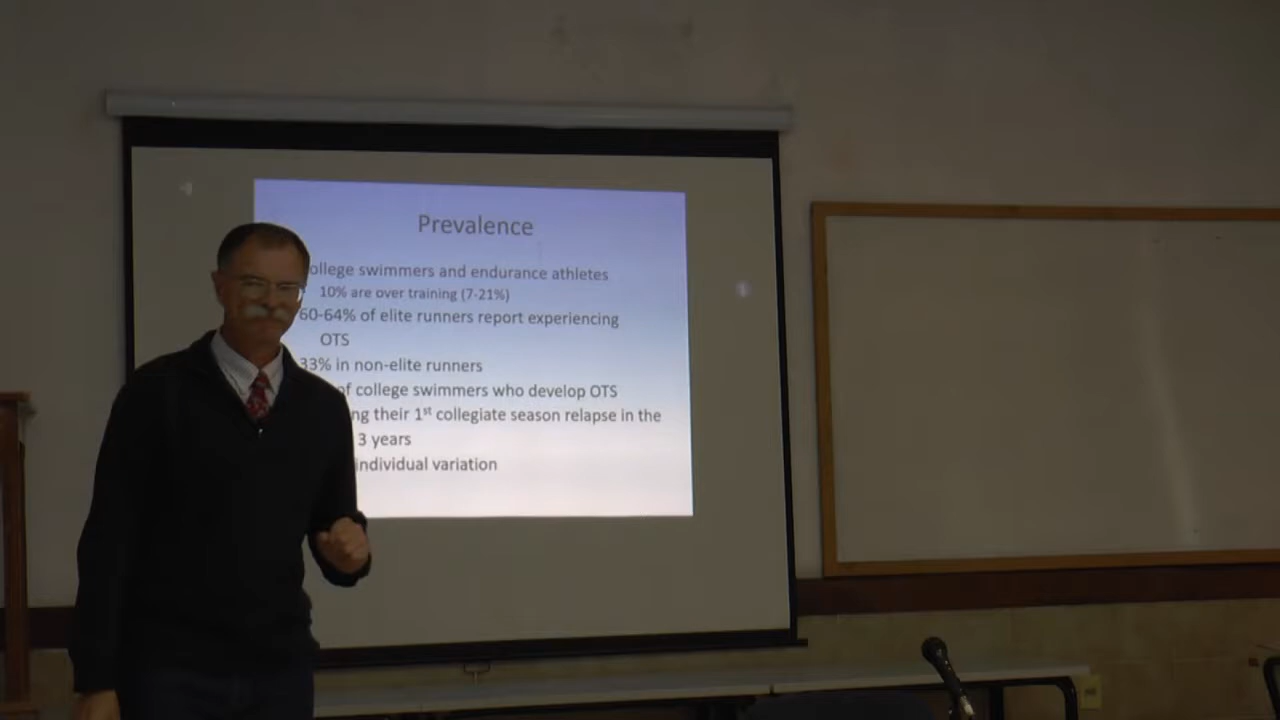 Prevalence
ollege swimmers and endurance athletes
10% are over training (7-21%)
60-64% of elite runners report experiencing
OTS
33% in non-elite runners
of college swimmers who develop OTS
ng their 1st collegiate season relapse in the
3 years
individual variation